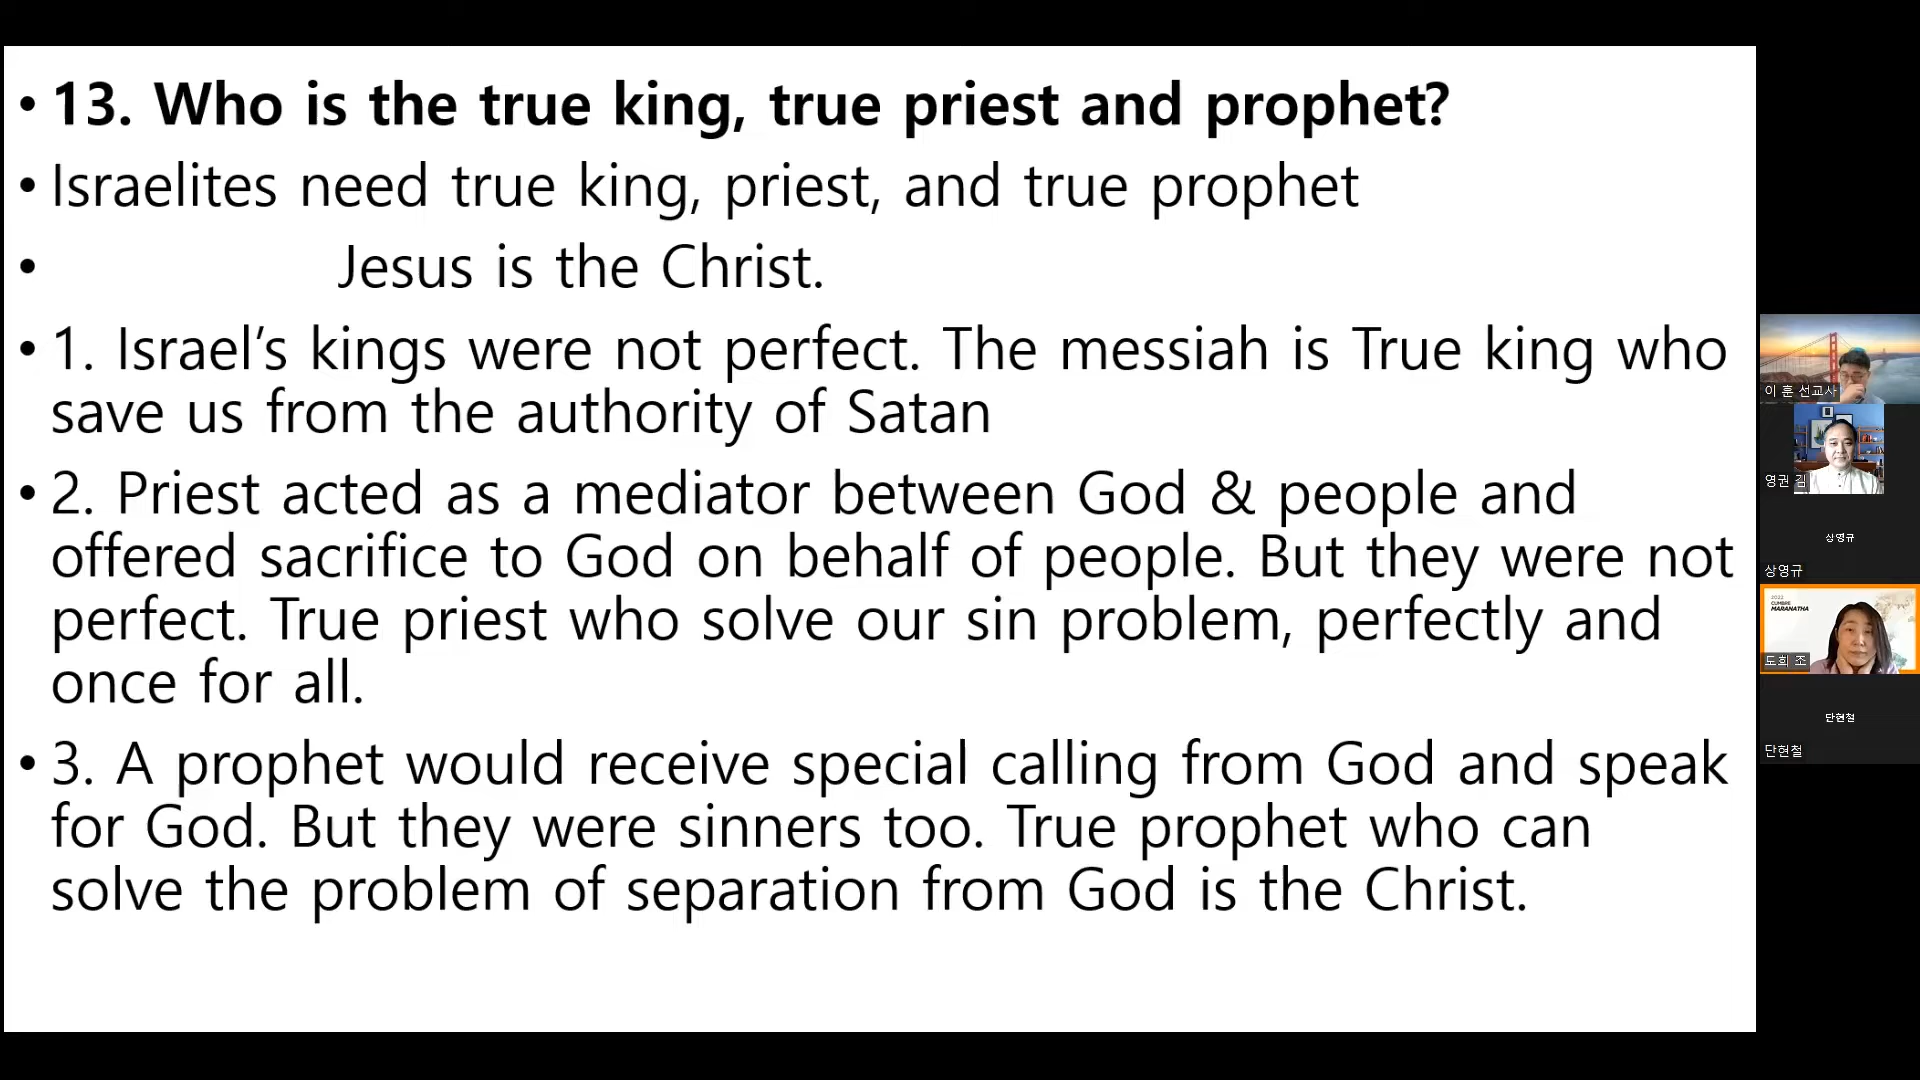 • 13. Who is the true king, true priest and prophet?
• Israelites need true king, priest, and true prophet
• Jesus is the Christ.
• 1. Israel’s kings were not perfect. The messiah is True king who
save us from the authority of Satan
• 2. Priest acted as a mediator between God & people and
offered sacrifice to God on behalf of people. But they were not
perfect. True priest who solve our sin problem, perfectly and
once for all.
• 3. A prophet would receive special calling from God and speak
for God. But they were sinners too. True prophet who can
solve the problem of separation from God is the Christ.
이 훈 선교사
영권 김
상영규
상영규
2022
CUMBRE
MARANATHA
도희 조
단현철
단현철